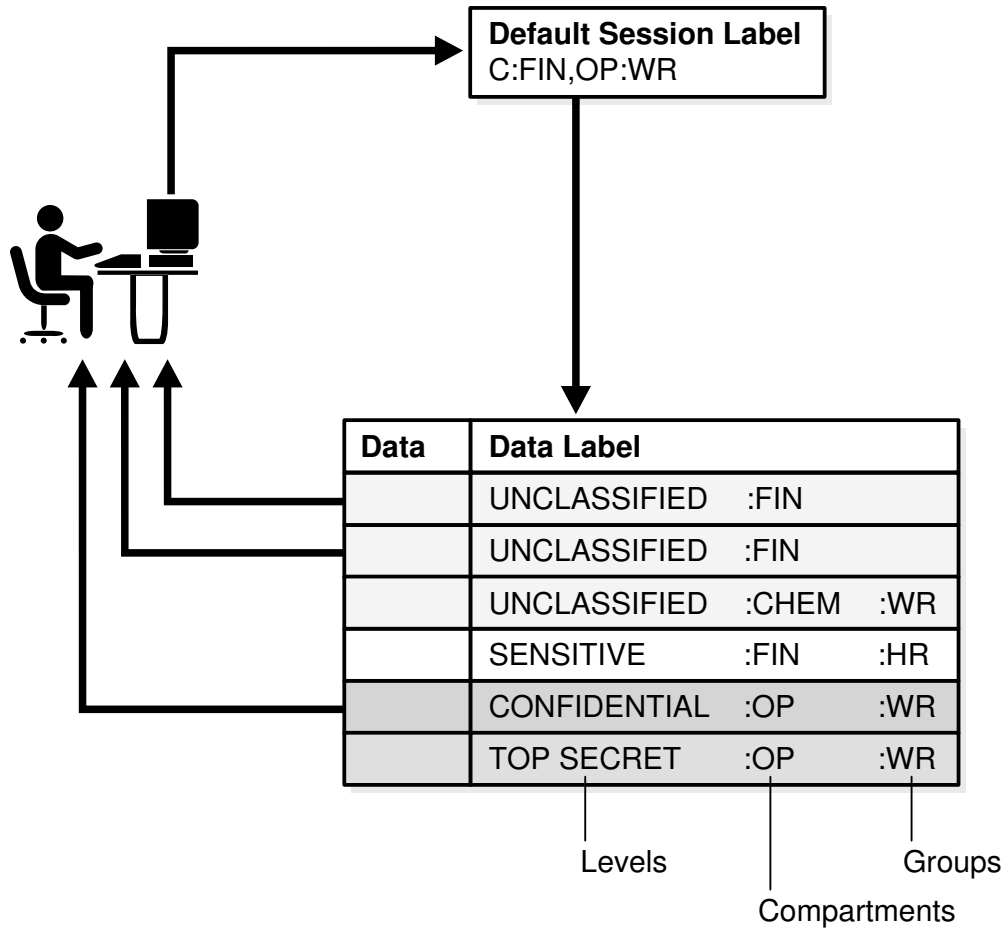 Default Session Label
C:FIN,OP:WR
Data Data Label
UNCLASSIFIED :FIN
UNCLASSIFIED :FIN
UNCLASSIFIED :CHEM :WR
SENSITIVE :FIN :HR
CONFIDENTIAL :OP :WR
TOP SECRET :OP :WR
Levels Groups
Compartments